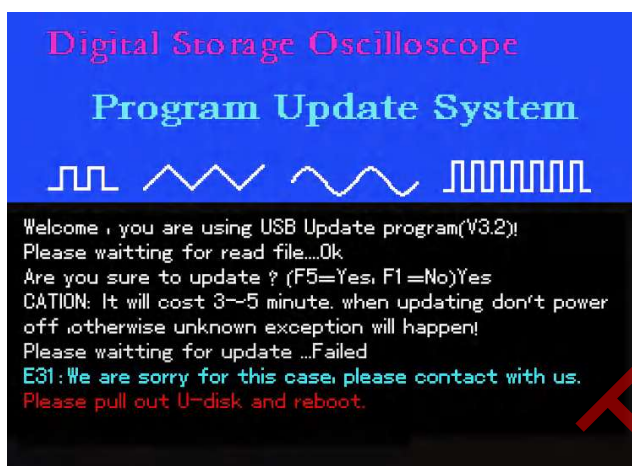 Digital Storage Oscilloscope
Program Update System
Welcome , you are using USB Update program(V3.2)!
Please waitting for read file....Ok
Are you sure to update ? (F5=Yes, F1=No)Yes
CATION: It will cost 3--5 minute. when updating don't power
off ,otherwise unknown exception will happen!
Please waitting for update ...Failed
E31:We are sorry for this case, please contact with us.
Please pull out U-disk and reboot.